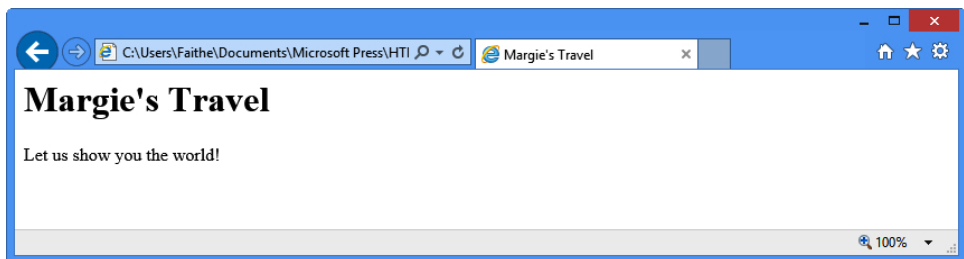 C:\Users\Faithe\Documents\Microsoft Press\HTI
Margie's Travel
Margie's Travel
Let us show you the world!
100%